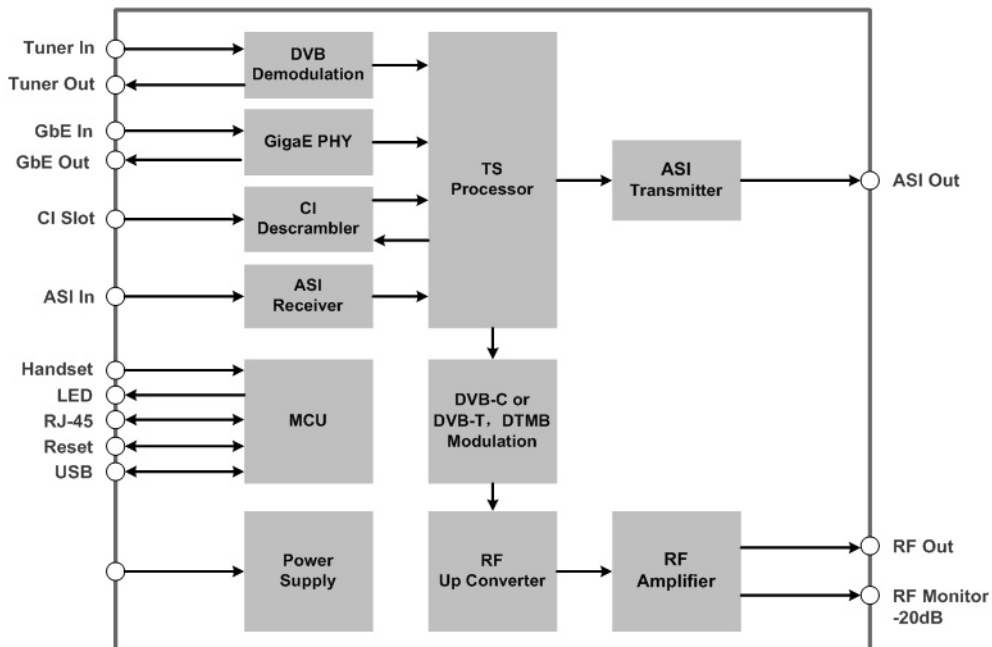 Tuner In
Tuner Out
GbE In
GbE Out
CI Slot
ASI In
Handset
LED
RJ-45
Reset
USB
DVB
Demodulation
GigaE PHY
CI
Descrambler
ASI
Receiver
MCU
Power
Supply
TS
Processor
DVB-C or
DVB-T，DTMB
Modulation
RF
Up Converter
ASI
Transmitter
RF
Amplifier
ASI Out
RF Out
RF Monitor
-20dB